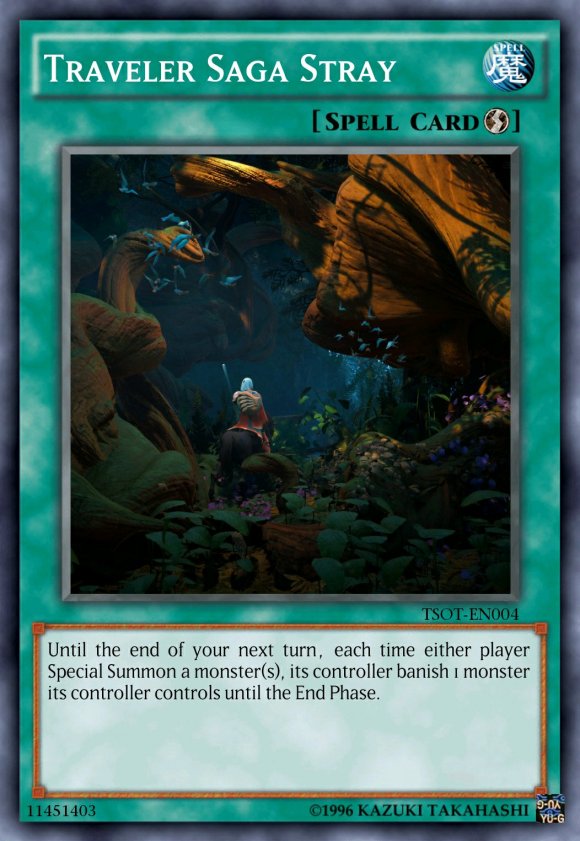 TRAVELER SAGA STRAY
SPELL
魔
[SPELL CARD]
TSOT-EN004
Until the end of your next turn, each time either player
Special Summon a monster(s), its controller banish 1 monster
its controller controls until the End Phase.
11451403
©1996 KAZUKI TAKAHASHI
YU-G
YU-G